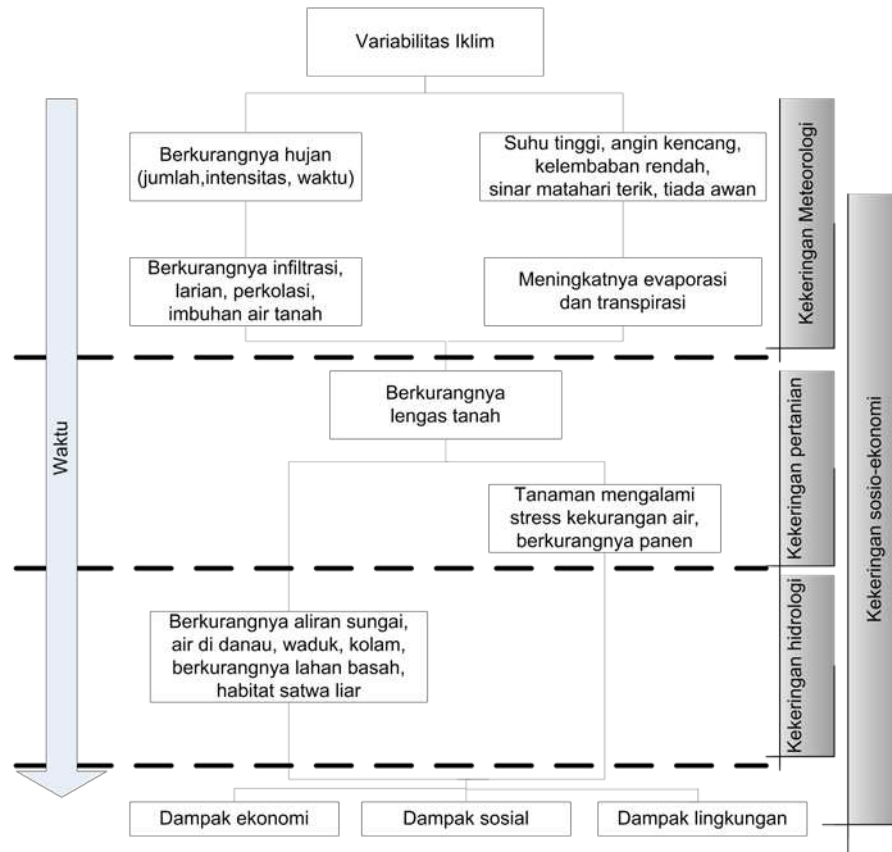 Variabilitas Iklim
Berkurangnya hujan
(jumlah,intensitas, waktu)
Suhu tinggi, angin kencang,
kelembaban rendah,
sinar matahari terik, tiada awan
Berkurangnya infiltrasi,
larian, perkolasi,
imbuhan air tanah
Meningkatnya evaporasi
dan transpirasi
Kekeringan Meteorologi
Berkurangnya
lengas tanah
Tanaman mengalami
stress kekurangan air,
berkurangnya panen
Kekeringan pertanian
Waktu
Kekeringan sosio-ekonomi
Berkurangnya aliran sungai,
air di danau, waduk, kolam,
berkurangnya lahan basah,
habitat satwa liar
Kekeringan hidrologi
Dampak ekonomi
Dampak sosial
Dampak lingkungan